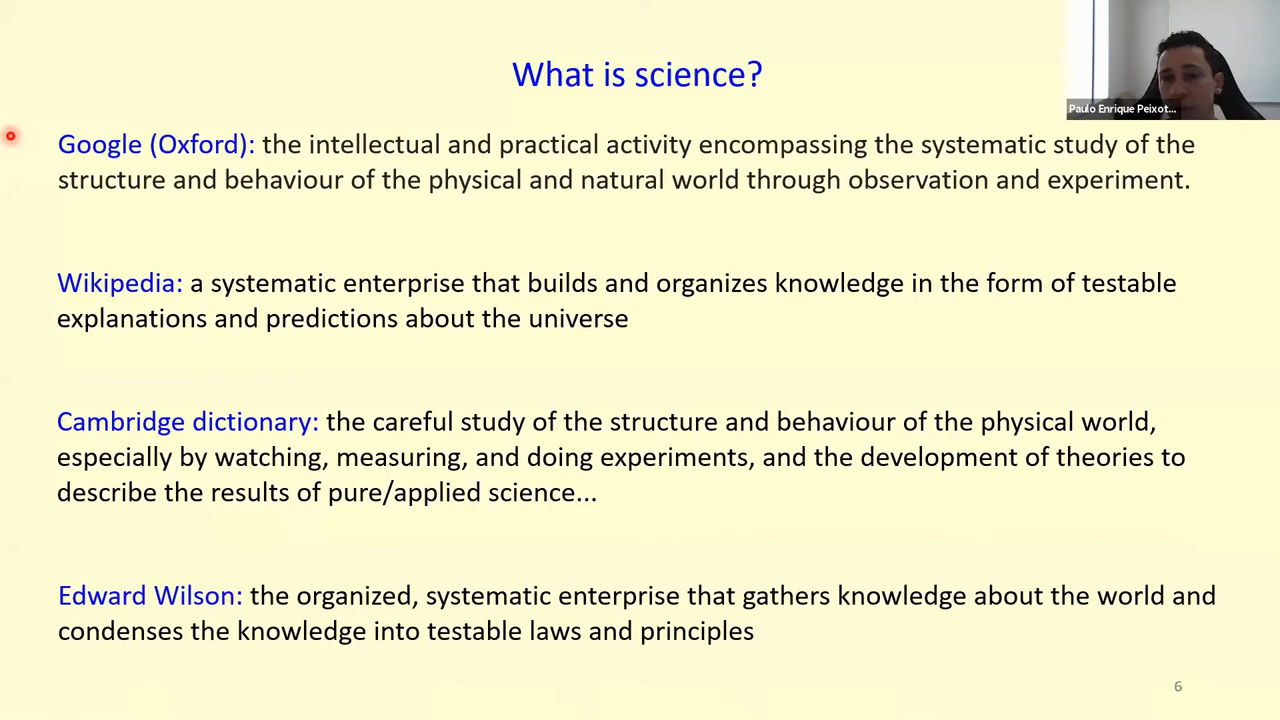 What is science?
Paulo Enrique Peixot...
Google (Oxford): the intellectual and practical activity encompassing the systematic study of the
structure and behaviour of the physical and natural world through observation and experiment.
Wikipedia: a systematic enterprise that builds and organizes knowledge in the form of testable
explanations and predictions about the universe
Cambridge dictionary: the careful study of the structure and behaviour of the physical world,
especially by watching, measuring, and doing experiments, and the development of theories to
describe the results of pure/applied science...
Edward Wilson: the organized, systematic enterprise that gathers knowledge about the world and
condenses the knowledge into testable laws and principles
6